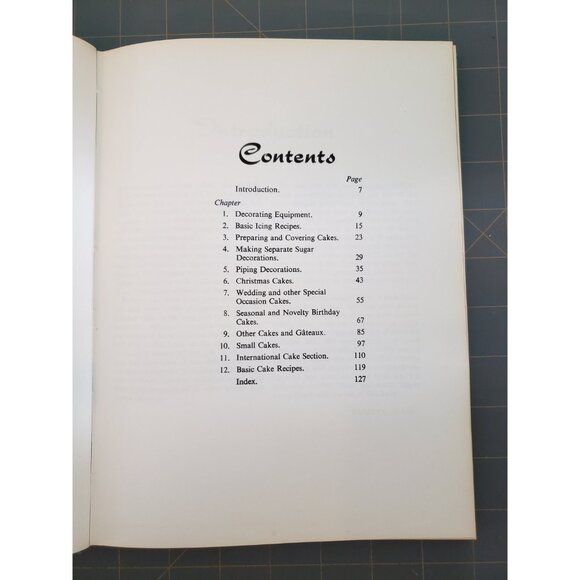 Contents
Page
Introduction. 7
Chapter
1. Decorating Equipment. 9
2. Basic Icing Recipes. 15
3. Preparing and Covering Cakes. 23
4. Making Separate Sugar
Decorations. 29
5. Piping Decorations. 35
6. Christmas Cakes. 43
7. Wedding and other Special
Occasion Cakes. 55
8. Seasonal and Novelty Birthday
Cakes. 67
9. Other Cakes and Gâteaux. 85
10. Small Cakes. 97
11. International Cake Section. 110
12. Basic Cake Recipes. 119
Index. 127